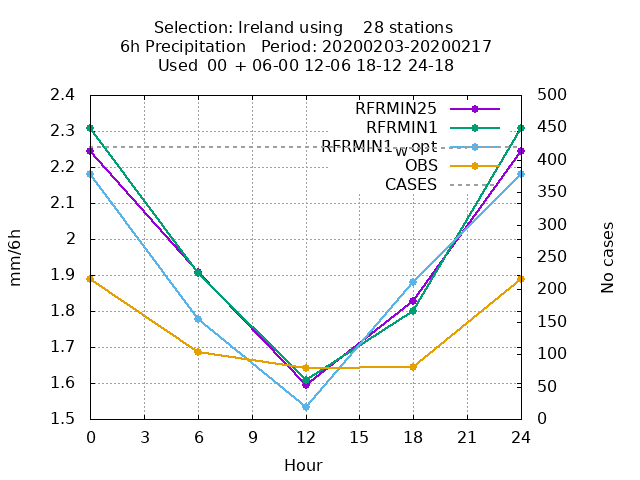 Selection: Ireland using    28 stations
6h Precipitation   Period: 20200203-20200217
Used  00 + 06-00 12-06 18-12 24-18
2.4
2.3
2.2
2.1
2
1.9
1.8
1.7
1.6
1.5
mm/6h
RFRMIN25
RFRMIN1
RFRMIN1wopt
OBS
CASES
500
450
400
350
300
250
200
150
100
50
0
No cases
0 3 6 9 12 15 18 21 24
Hour